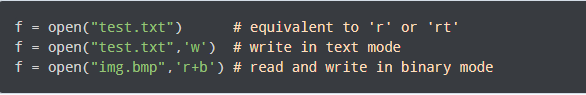 f = open("test.txt")      # equivalent to 'r' or 'rt'
f = open("test.txt",'w')  # write in text mode
f = open("img.bmp",'r+b') # read and write in binary mode